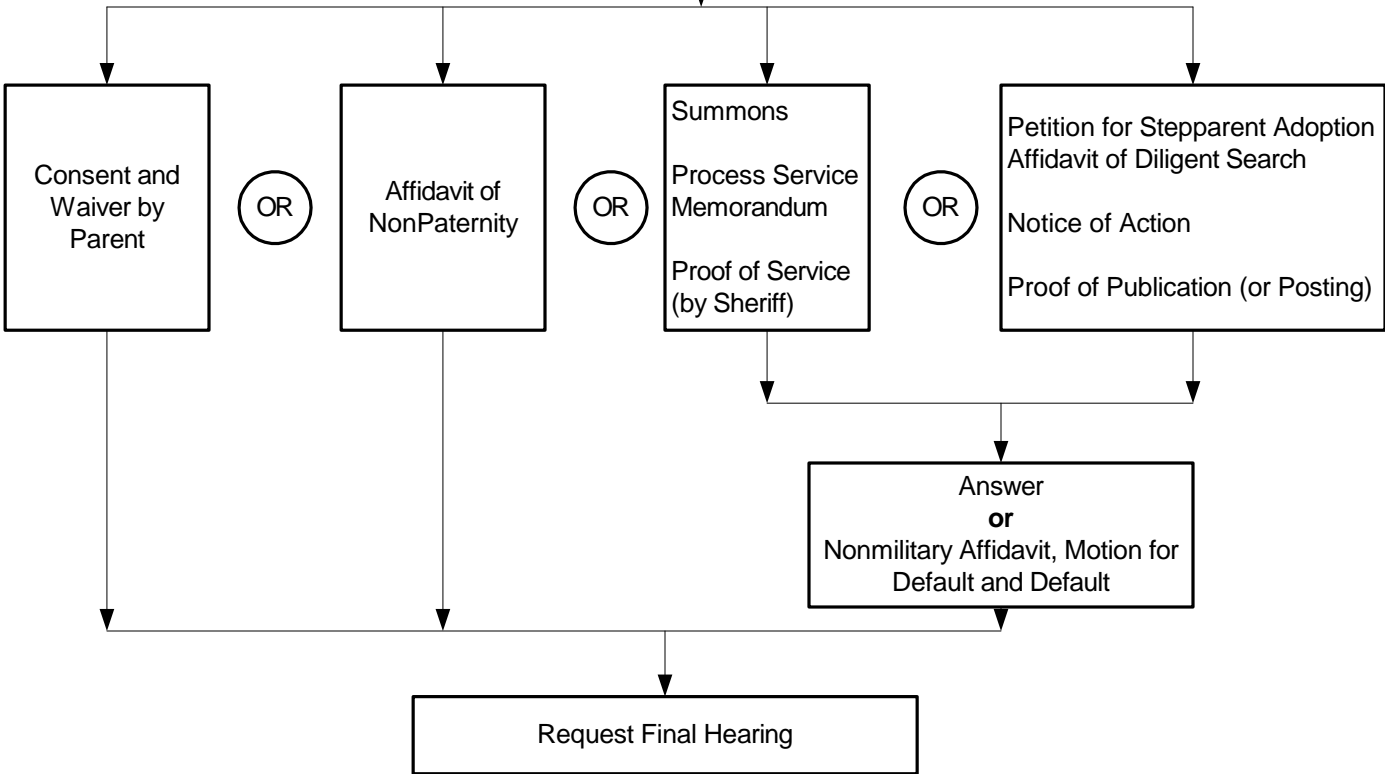 Consent and
Waiver by
Parent
OR
Affidavit of
NonPaternity
OR
Summons
Process Service
Memorandum
Proof of Service
(by Sheriff)
OR
Petition for Stepparent Adoption
Affidavit of Diligent Search
Notice of Action
Proof of Publication (or Posting)
Answer
or
Nonmilitary Affidavit, Motion for
Default and Default
Request Final Hearing